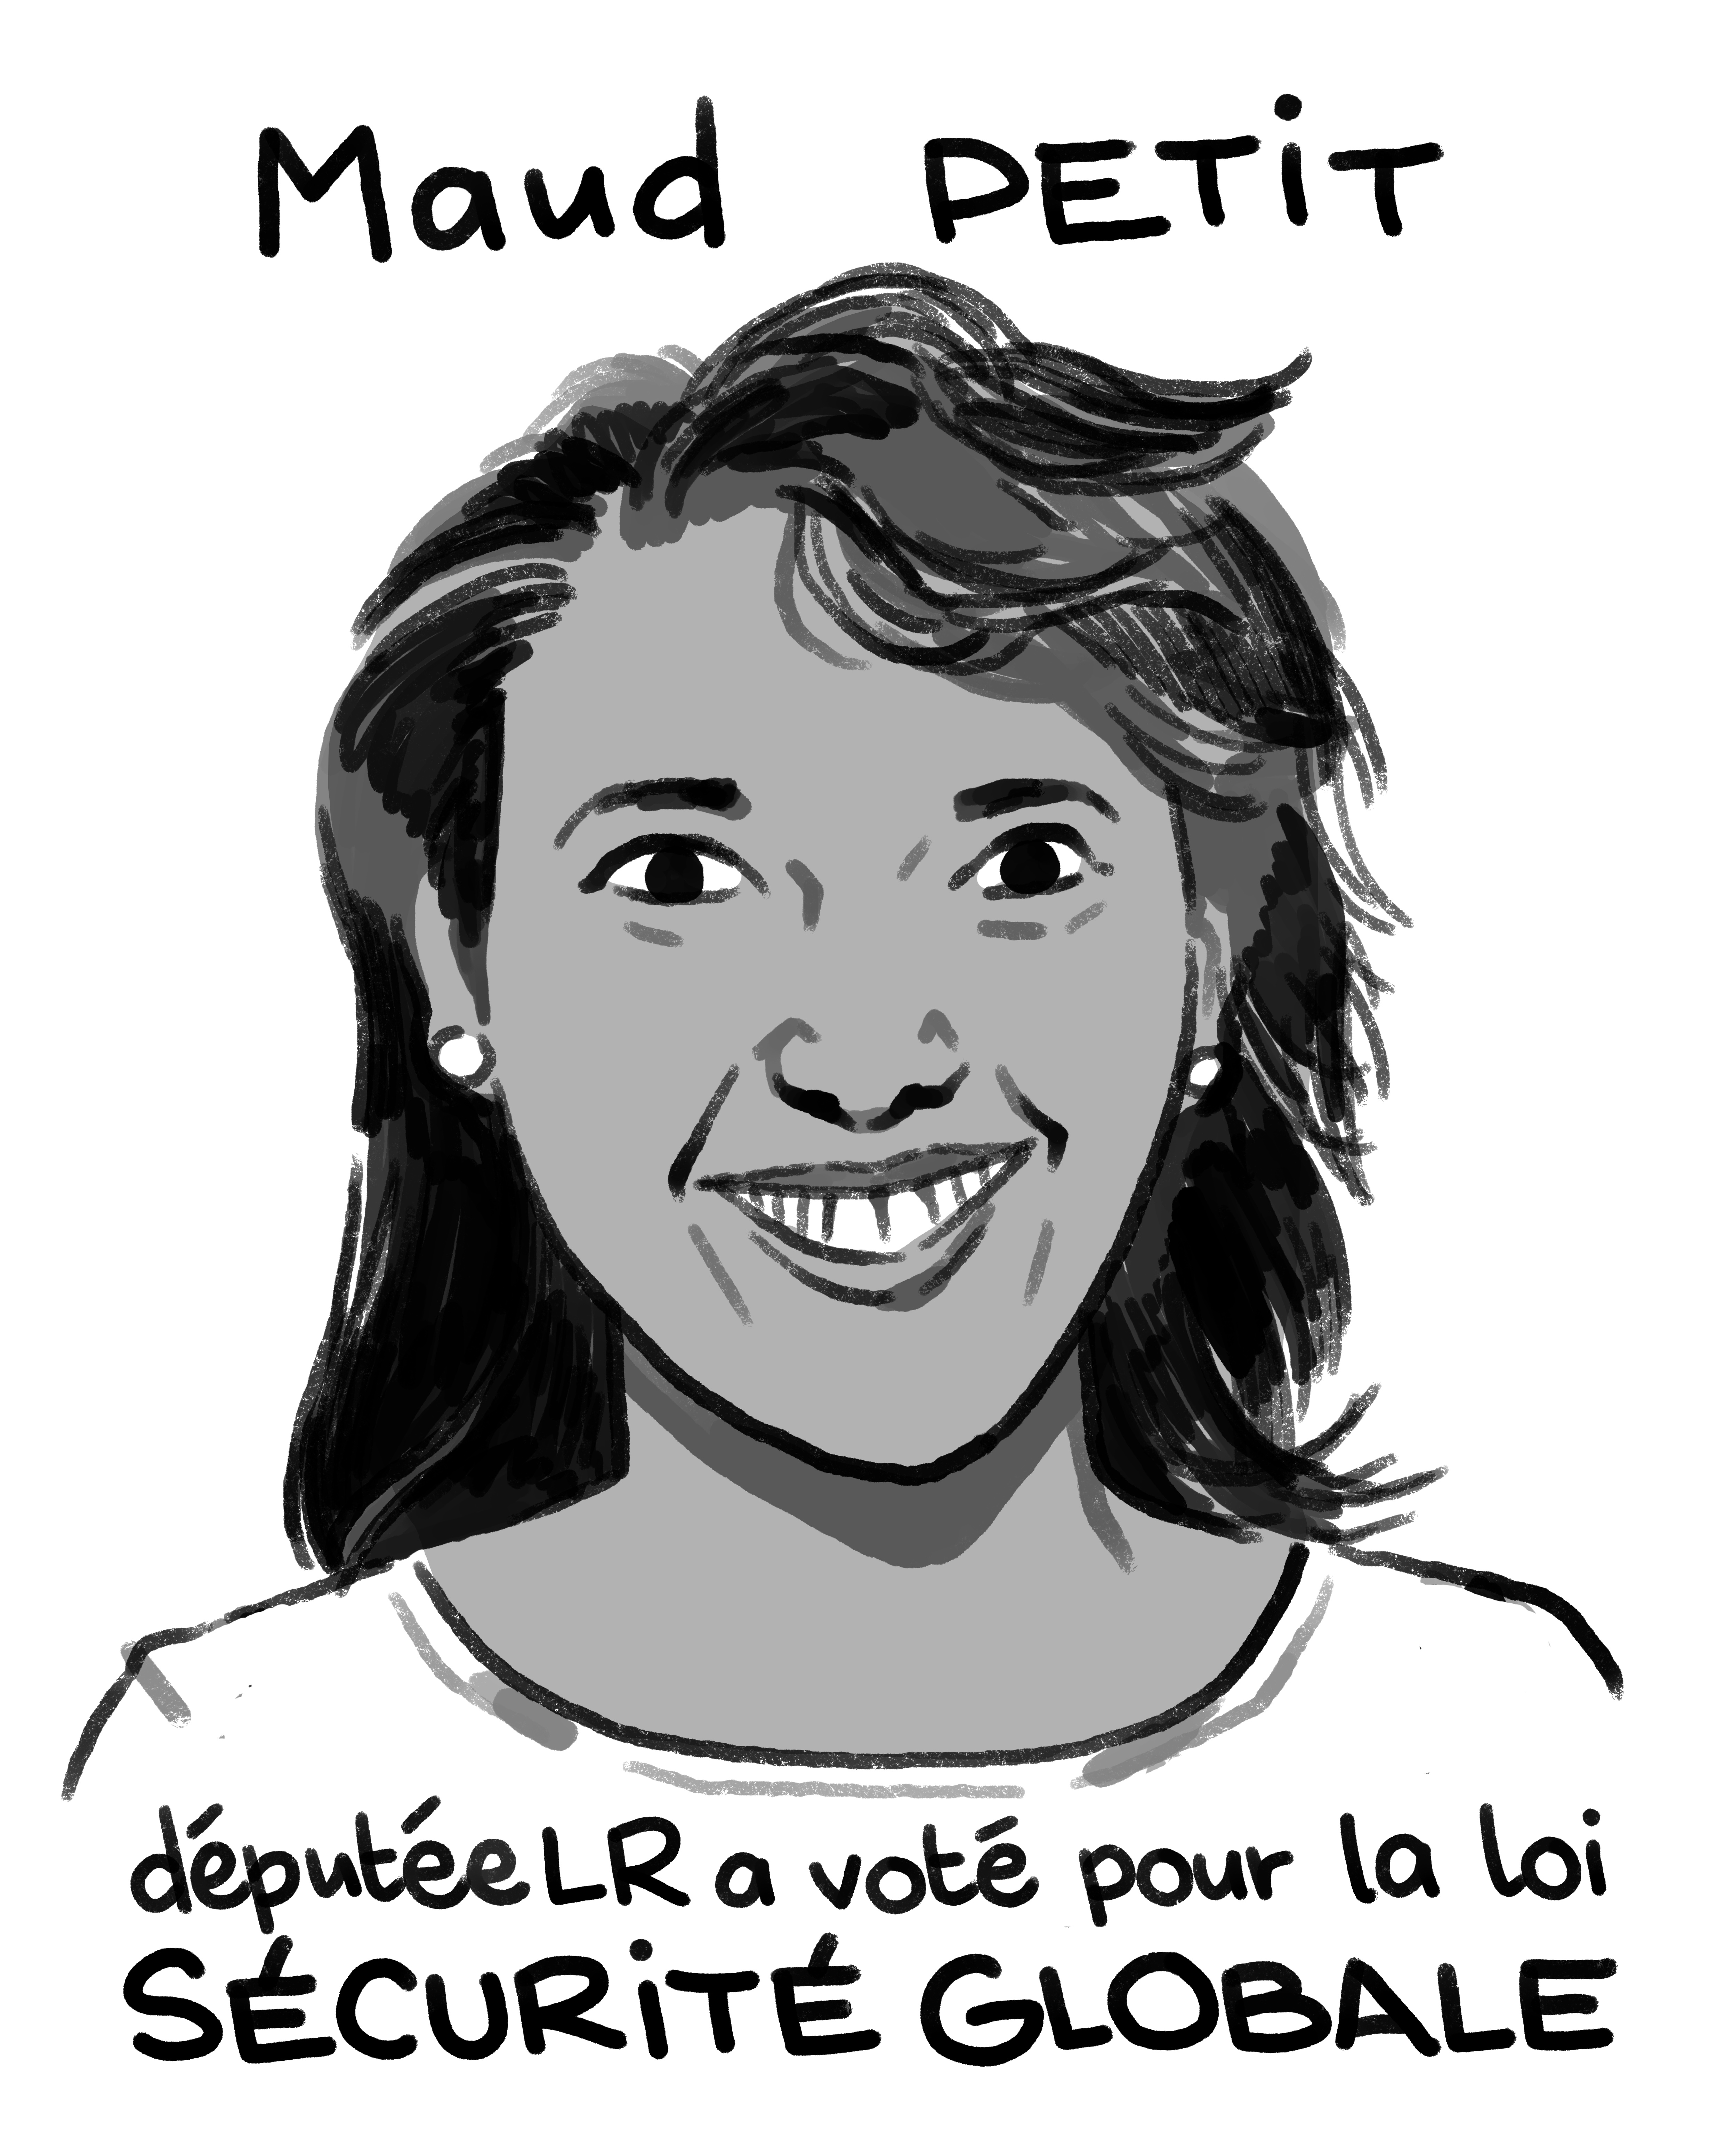 Maud PETiT
députée LR a voté pour la loi
SÉCURiTÉ GLOBALE